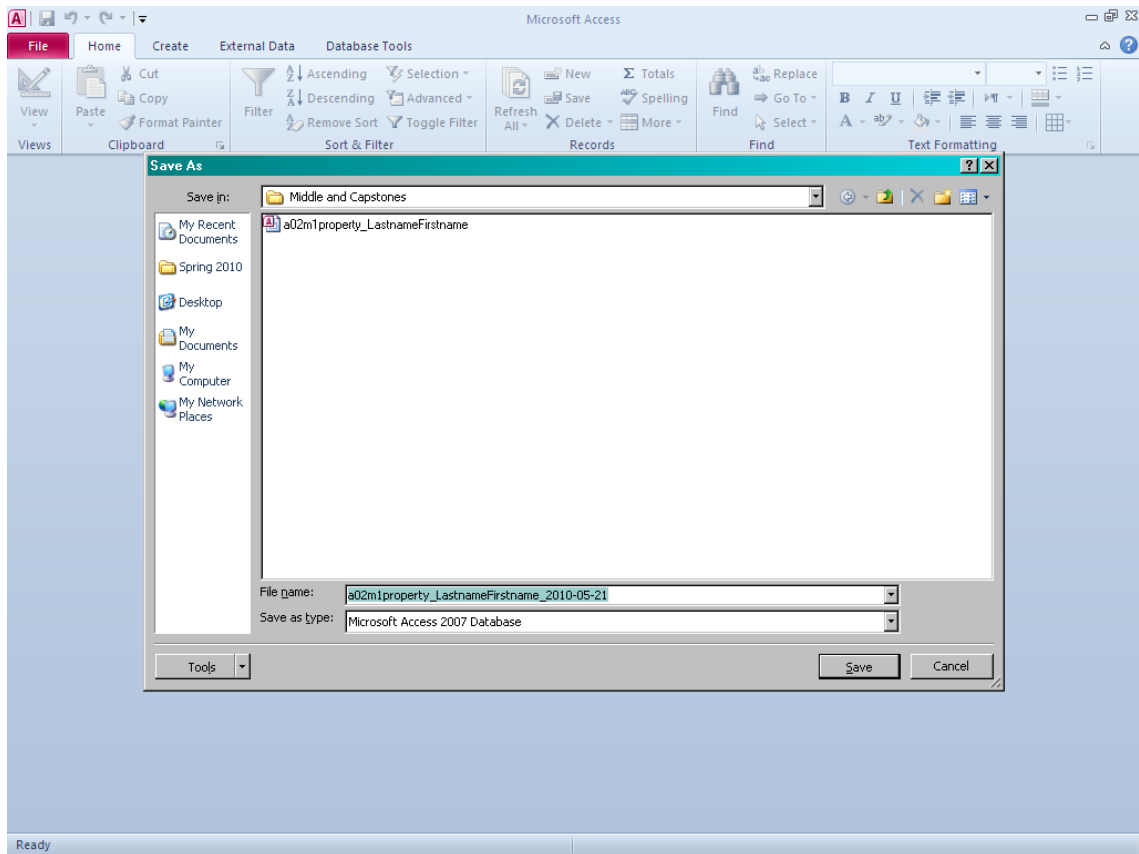 Microsoft Access
File Home Create External Data Database Tools
View
Views
Paste
Cut
Copy
Format Painter
Clipboard
Filter
Ascending
Descending
Remove Sort
Selection
Advanced
Toggle Filter
Sort & Filter
Refresh
All
New
Save
Delete
Totals
Spelling
More
Records
Find
Replace
Go To
Select
Find
B I U
Text Formatting
Save As
Save in: Middle and Capstones
My Recent
Documents
Spring 2010
Desktop
My
Documents
My
Computer
My Network
Places
a02m1property_LastnameFirstname
File name: a02m1property_LastnameFirstname_2010-05-21
Save as type: Microsoft Access 2007 Database
Tools
Save
Cancel
Ready